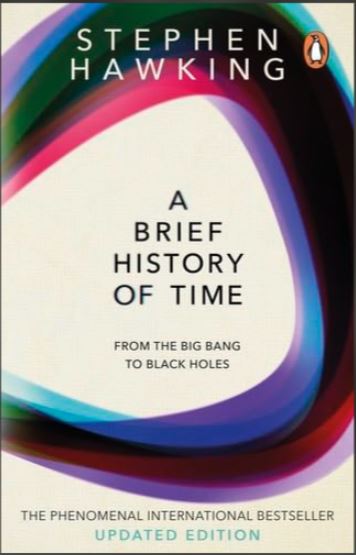 STEPHEN
HAWKING
A
BRIEF
HISTORY
OF TIME
FROM THE BIG BANG
TO BLACK HOLES
THE PHENOMENAL INTERNATIONAL BESTSELLER
UPDATED EDITION